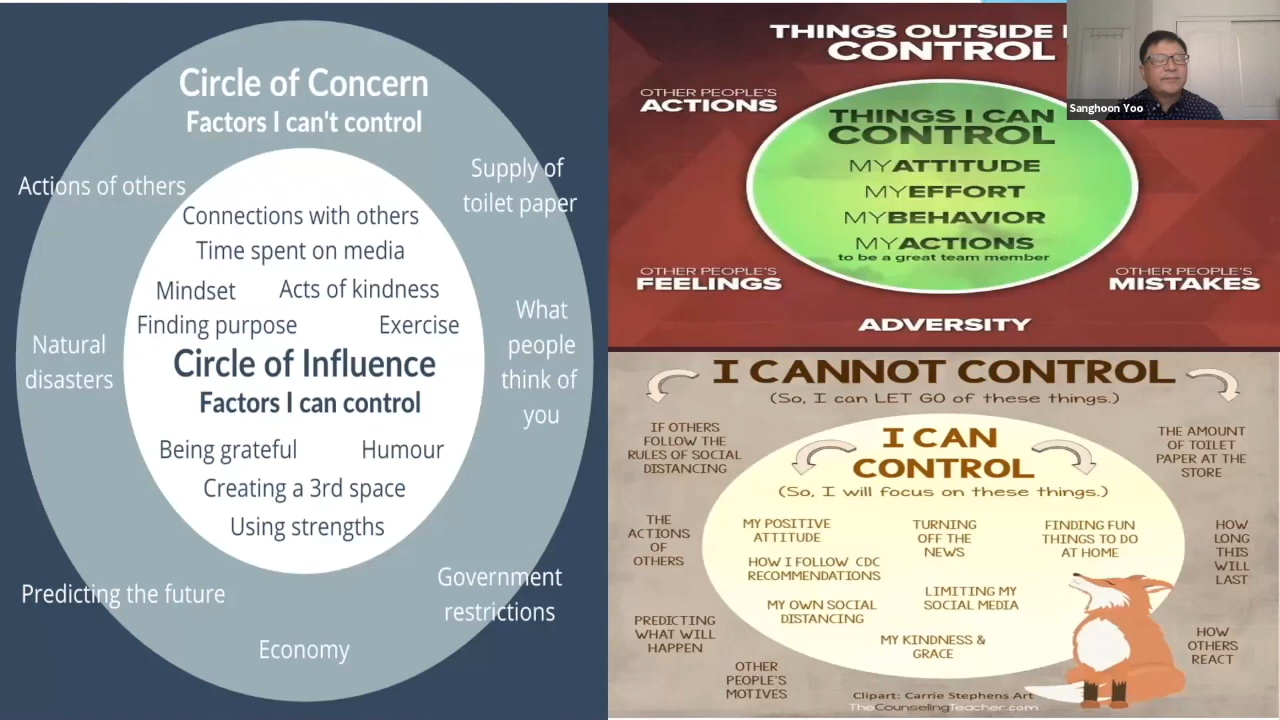 Circle of Concern
Factors I can't control
Actions of others
Supply of
toilet paper
Connections with others
Time spent on media
Mindset Acts of kindness
Finding purpose Exercise
Natural
disasters
What
people
think of
you
Circle of Influence
Factors I can control
Being grateful Humour
Creating a 3rd space
Using strengths
Predicting the future
Government
restrictions
Economy
THINGS OUTSIDE
CONTROL
Sanghoon Yoo
OTHER PEOPLE'S
ACTIONS
THINGS I CAN
CONTROL
MY ATTITUDE
MY EFFORT
MY BEHAVIOR
MY ACTIONS
to be a great team member
OTHER PEOPLE'S
FEELINGS
OTHER PEOPLE'S
MISTAKES
ADVERSITY
I CANNOT CONTROL
(So, I can LET GO of these things.)
IF OTHERS
FOLLOW THE
RULES OF SOCIAL
DISTANCING
I CAN
CONTROL
(So, I will focus on these things.)
THE AMOUNT
OF TOILET
PAPER AT THE
STORE
THE
ACTIONS
OF
OTHERS
MY POSITIVE
ATTITUDE
TURNING
OFF THE
NEWS
FINDING FUN
THINGS TO DO
AT HOME
HOW
LONG
THIS
WILL
LAST
HOW I FOLLOW CDC
RECOMMENDATIONS
LIMITING MY
SOCIAL MEDIA
MY OWN SOCIAL
DISTANCING
PREDICTING
WHAT WILL
HAPPEN
MY KINDNESS &
GRACE
HOW
OTHERS
REACT
OTHER
PEOPLE'S
MOTIVES
Clipart: Carrie Stephens Art
TheCounselingTeacher.com